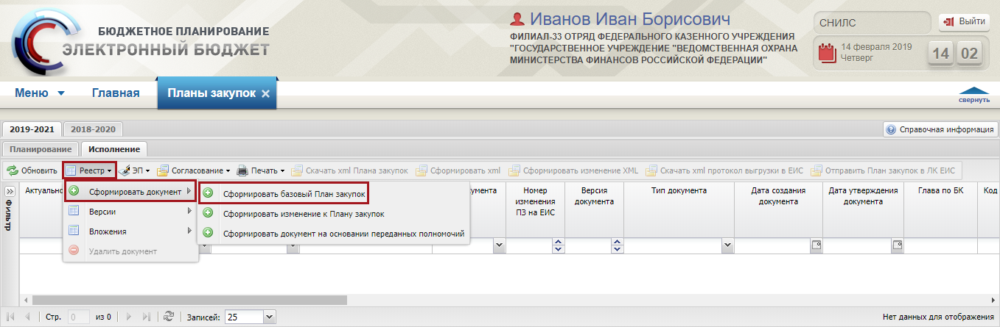 БЮДЖЕТНОЕ ПЛАНИРОВАНИЕ
ЭЛЕКТРОННЫЙ БЮДЖЕТ
Иванов Иван Борисович
ФИЛИАЛ-33 ОТРЯД ФЕДЕРАЛЬНОГО КАЗЕННОГО УЧРЕЖДЕНИЯ
"ГОСУДАРСТВЕННОЕ УЧРЕЖДЕНИЕ "ВЕДОМСТВЕННАЯ ОХРАНА
МИНИСТЕРСТВА ФИНАНСОВ РОССИЙСКОЙ ФЕДЕРАЦИИ"
СНИЛС
Выйти
14 февраля 2019
Четверг
14 02
Меню Главная Планы закупок
свернуть
2019-2021 2018-2020
Справочная информация
Планирование Исполнение
Обновить Реестр ЭП Согласование Печать Скачать xml Плана закупок Сформировать xml Сформировать изменение XML Скачать xml протокол выгрузки в ЕИС Отправить План закупок в ЛК ЕИС
Фильтр
Сформировать документ
Версии
Вложения
Удалить документ
Сформировать базовый План закупок
Сформировать изменение к Плану закупок
Сформировать документ на основании переданных полномочий
Номер
изменения
ПЗ на ЕИС
Версия
документа
Тип документа
Дата создания
документа
Дата утверждения
документа
Глава по БК
Код
Стр. 0 из 0 Записей: 25
Нет данных для отображения